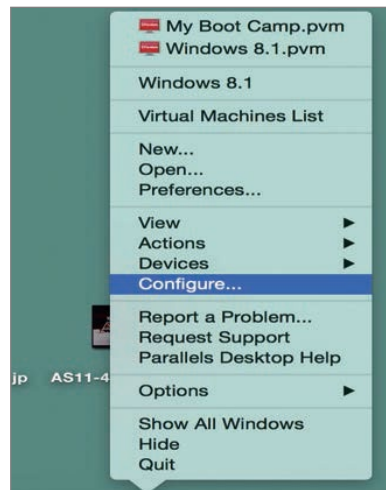 My Boot Camp.pvm
Windows 8.1.pvm
Windows 8.1
Virtual Machines List
New...
Open...
Preferences...
View
Actions
Devices
Configure...
Report a Problem...
Request Support
Parallels Desktop Help
jp AS11-4
Options
Show All Windows
Hide
Quit